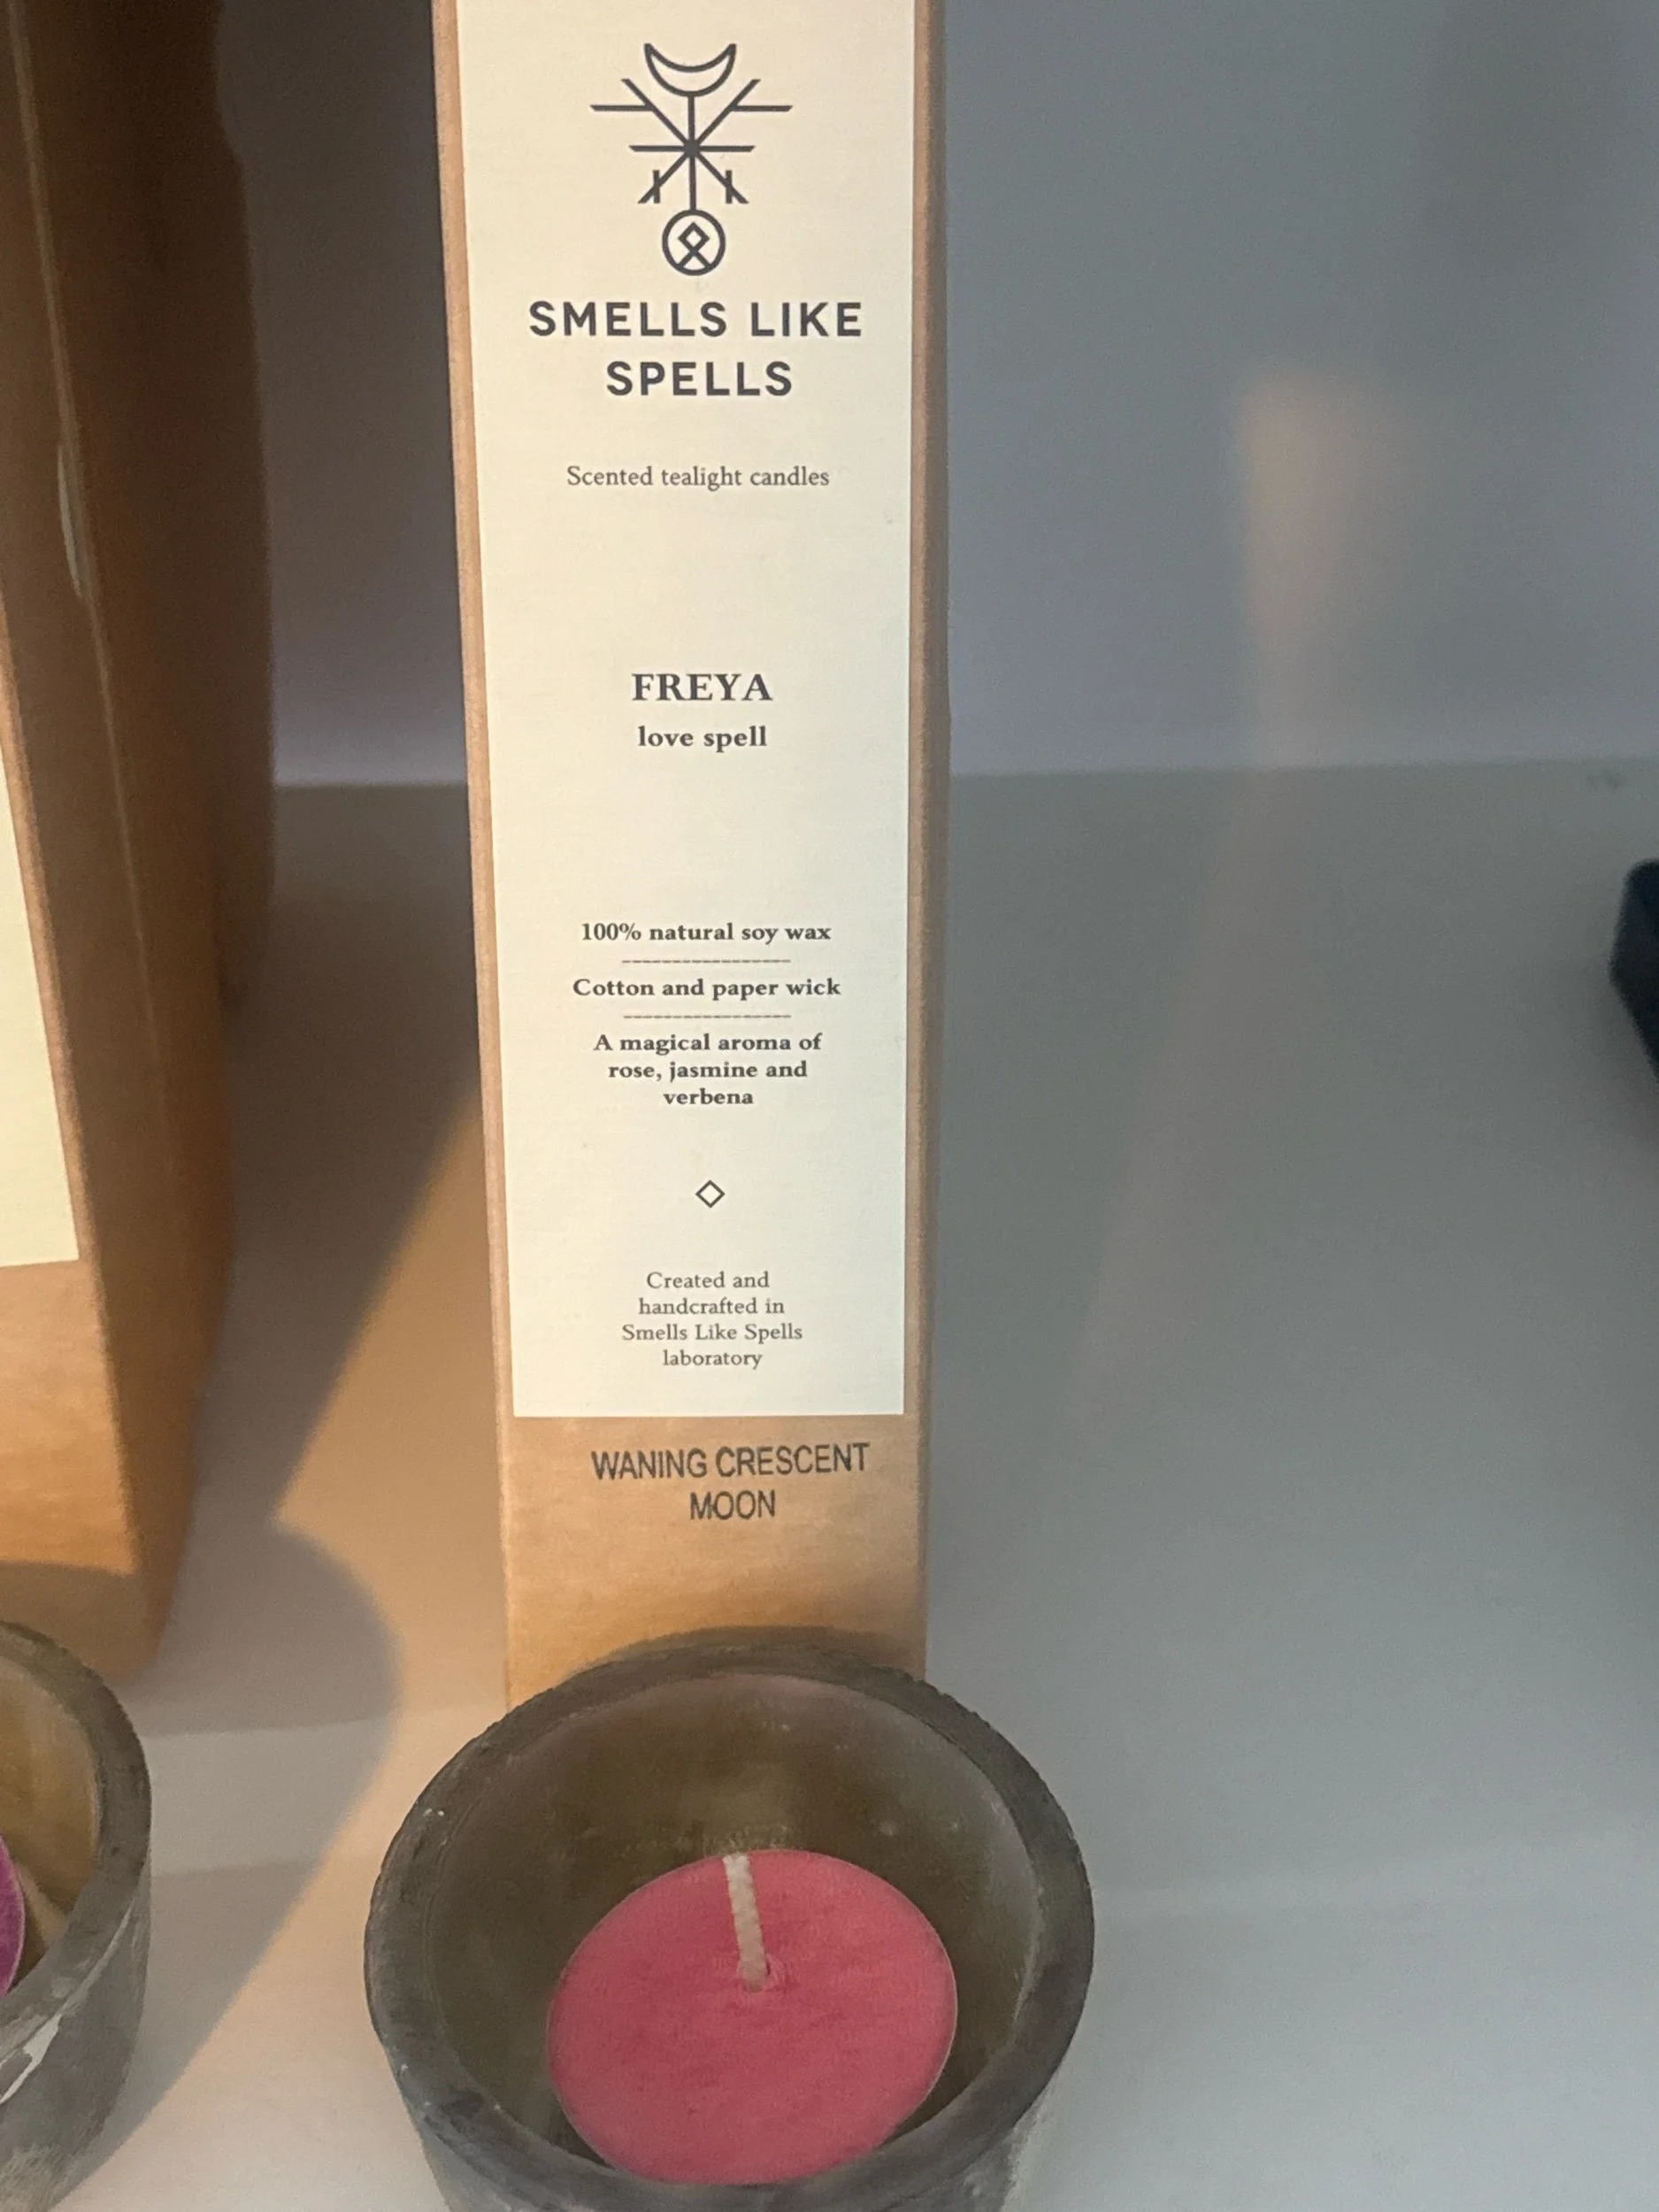 SMELLS LIKE
SPELLS
Scented tealight candles
FREYA
love spell
100% natural soy wax
Cotton and paper wick
A magical aroma of
rose, jasmine and
verbena
Created and
handcrafted in
Smells Like Spells
laboratory
WANING CRESCENT
MOON